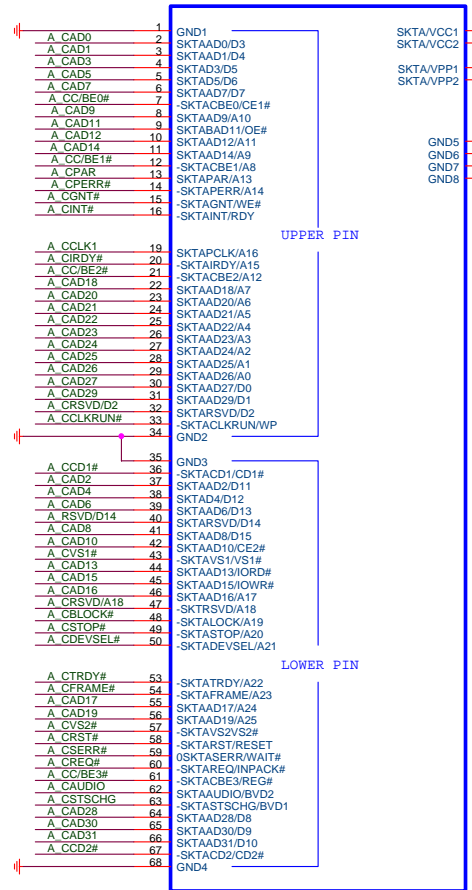 1 GND1 SKTA/VCC1
A_CAD0 2 SKTAAD0/D3 SKTA/VCC2
A_CAD1 3 SKTAAD1/D4
A_CAD3 4 SKTAD3/D5 SKTA/VPP1
A_CAD5 5 SKTAD5/D6 SKTA/VPP2
A_CAD7 6 SKTAAD7/D7
A_CC/BE0# 7 -SKTACBE0/CE1#
A_CAD9 8 SKTAAD9/A10
A_CAD11 9 SKTABAD11/OE#
A_CAD12 10 SKTAAD12/A11 GND5
A_CAD14 11 SKTAAD14/A9 GND6
A_CC/BE1# 12 -SKTACBE1/A8 GND7
A_CPAR 13 SKTAPAR/A13 GND8
A_CPERR# 14 -SKTAPERR/A14
A_CGNT# 15 -SKTAGNT/WE#
A_CINT# 16 -SKTAINT/RDY
UPPER PIN
A_CCLK1 19 SKTAPCLK/A16
A_CIRDY# 20 -SKTAIRDY/A15
A_CC/BE2# 21 -SKTACBE2/A12
A_CAD18 22 SKTAAD18/A7
A_CAD20 23 SKTAAD20/A6
A_CAD21 24 SKTAAD21/A5
A_CAD22 25 SKTAAD22/A4
A_CAD23 26 SKTAAD23/A3
A_CAD24 27 SKTAAD24/A2
A_CAD25 28 SKTAAD25/A1
A_CAD26 29 SKTAAD26/A0
A_CAD27 30 SKTAAD27/D0
A_CAD29 31 SKTAAD29/D1
A_CRSVD/D2 32 SKTARSVD/D2
A_CCLKRUN# 33 -SKTACLKRUN/WP
34 GND2
35 GND3
A_CCD1# 36 -SKTACD1/CD1#
A_CAD2 37 SKTAAD2/D11
A_CAD4 38 SKTAD4/D12
A_CAD6 39 SKTAAD6/D13
A_RSVD/D14 40 SKTARSVD/D14
A_CAD8 41 SKTAAD8/D15
A_CAD10 42 SKTAAD10/CE2#
A_CVS1# 43 -SKTAVS1/VS1#
A_CAD13 44 SKTAAD13/IORD#
A_CAD15 45 SKTAAD15/IOWR#
A_CAD16 46 SKTAAD16/A17
A_CRSVD/A18 47 -SKTRSVD/A18
A_CBLOCK# 48 -SKTALOCK/A19
A_CSTOP# 49 -SKTASTOP/A20
A_CDEVSEL# 50 -SKTADEVSEL/A21
LOWER PIN
A_CTRDY# 53 -SKTATRDY/A22
A_CFRAME# 54 -SKTAFRAME/A23
A_CAD17 55 SKTAAD17/A24
A_CAD19 56 SKTAAD19/A25
A_CVS2# 57 -SKTAVS2VS2#
A_CRST# 58 -SKTARST/RESET
A_CSERR# 59 0SKTASERR/WAIT#
A_CREQ# 60 -SKTAREQ/INPACK#
A_CC/BE3# 61 -SKTACBE3/REG#
A_CAUDIO 62 SKTAAUDIO/BVD2
A_CSTSCHG 63 -SKTASTSCHG/BVD1
A_CAD28 64 SKTAAD28/D8
A_CAD30 65 SKTAAD30/D9
A_CAD31 66 SKTAAD31/D10
A_CCD2# 67 -SKTACD2/CD2#
68 GND4